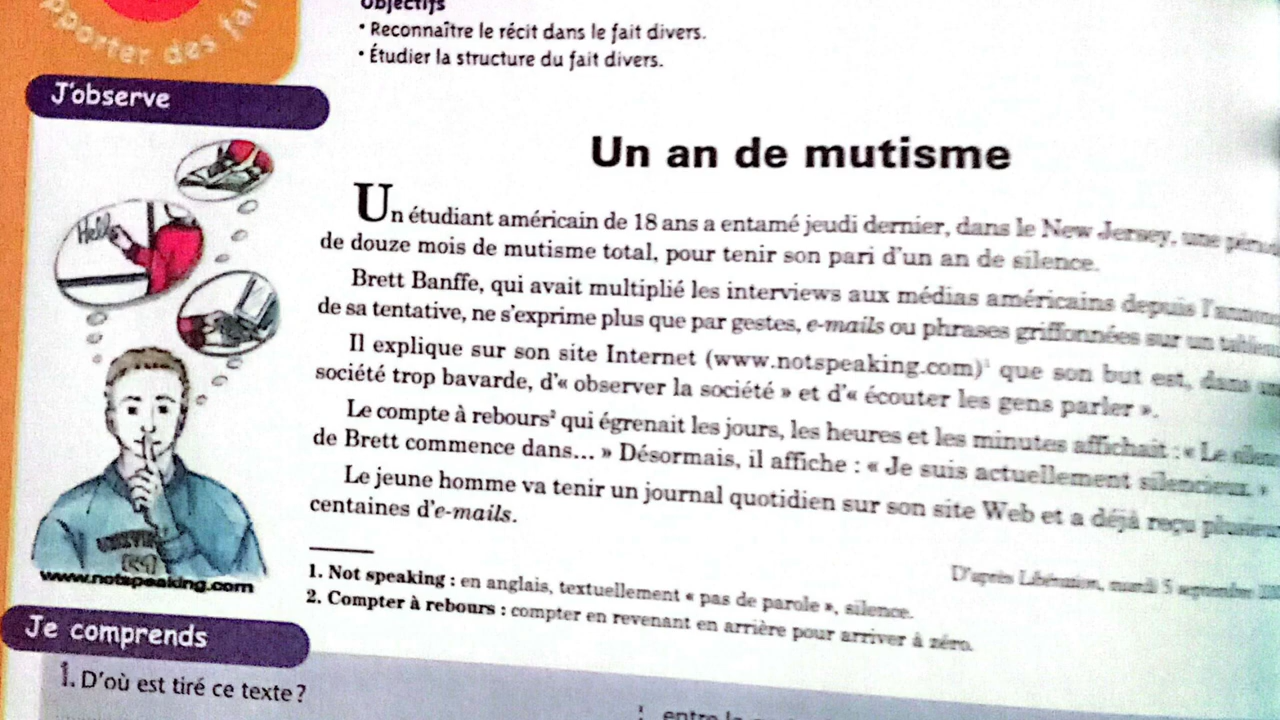 pporter des fai
Objectifs
• Reconnaître le récit dans le fait divers.
• Étudier la structure du fait divers.
J'observe
Hello
Un an de mutisme
Un étudiant américain de 18 ans a entamé jeudi dernier, dans le New Jersey, une
de douze mois de mutisme total, pour tenir son pari d'un an de silence.
Brett Banffe, qui avait multiplié les interviews aux médias américains depuis
de sa tentative, ne s'exprime plus que par gestes, e-mails ou phrases griffonnées sur un
Il explique sur son site Internet (www.notspeaking.com)¹ que son but est, dans
société trop bavarde, d'« observer la société » et d'« écouter les gens parler ».
Le compte à rebours² qui égrenait les jours, les heures et les minutes affichait : « Le
de Brett commence dans... » Désormais, il affiche : « Je suis actuellement silencieux. »
Le jeune homme va tenir un journal quotidien sur son site Web et a déjà reçu
centaines d'e-mails.
www.notspeaking.com
D'après Libération, mardi 5 septembre
1. Not speaking : en anglais, textuellement « pas de parole », silence.
2. Compter à rebours : compter en revenant en arrière pour arriver à zéro.
Je comprends
1. D'où est tiré ce texte ?